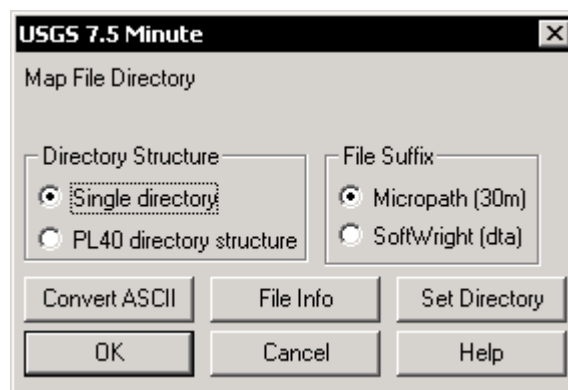 USGS 7.5 Minute
Map File Directory
Directory Structure
Single directory
PL40 directory structure
File Suffix
Micropath (30m)
SoftWright (dta)
Convert ASCII File Info Set Directory
OK Cancel Help